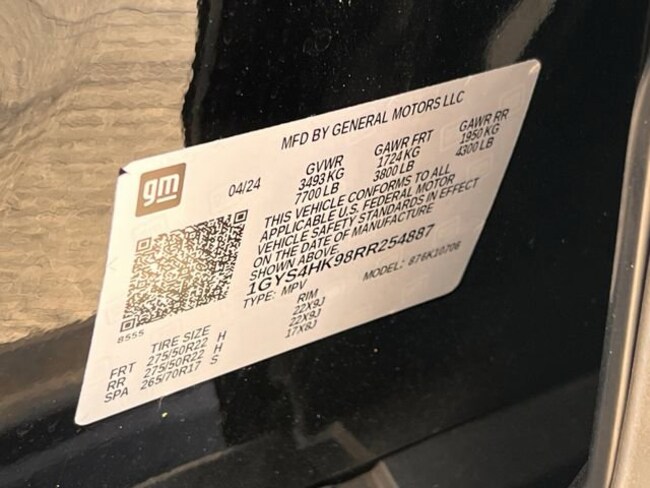 MFD BY GENERAL MOTORS LLC
gm
04/24
GVWR GAWR FRT GAWR RR
3493 KG 1724 KG 1950 KG
7700 LB 3800 LB 4300 LB
THIS VEHICLE CONFORMS TO ALL
APPLICABLE U.S. FEDERAL MOTOR
VEHICLE SAFETY STANDARDS IN EFFECT
ON THE DATE OF MANUFACTURE
SHOWN ABOVE.
1GYS4HK98RR254887
TYPE: MPV MODEL: 876K10706
8555
TIRE SIZE RIM
FRT 275/50R22 H 22X9J
RR 275/50R22 H 22X9J
SPA 265/70R17 S 17X8J